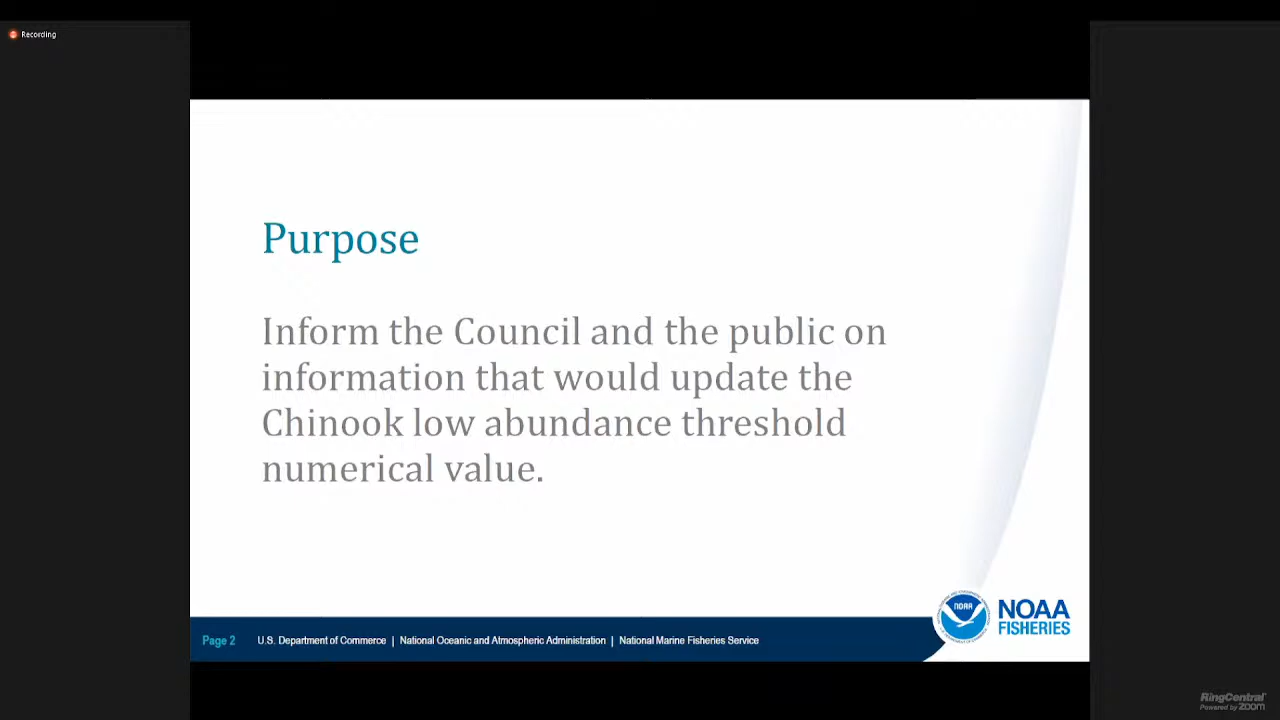 Recording
Purpose
Inform the Council and the public on
information that would update the
Chinook low abundance threshold
numerical value.
NOAA
NOAA
FISHERIES
Page 2 U.S. Department of Commerce | National Oceanic and Atmospheric Administration | National Marine Fisheries Service
RingCentral
Powered by zoom